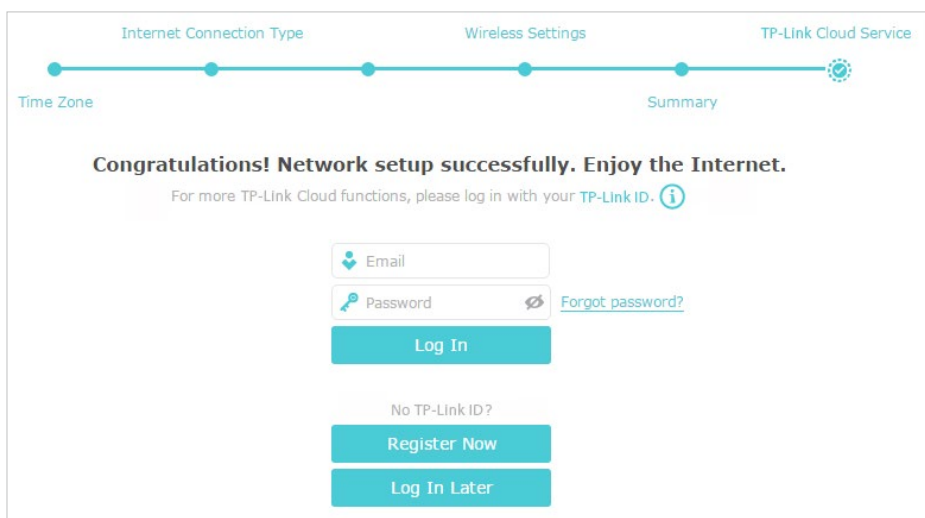 Internet Connection Type
Wireless Settings
TP-Link Cloud Service
Time Zone
Summary
Congratulations! Network setup successfully. Enjoy the Internet.
For more TP-Link Cloud functions, please log in with your TP-Link ID.
Email
Password
Forgot password?
Log In
No TP-Link ID?
Register Now
Log In Later